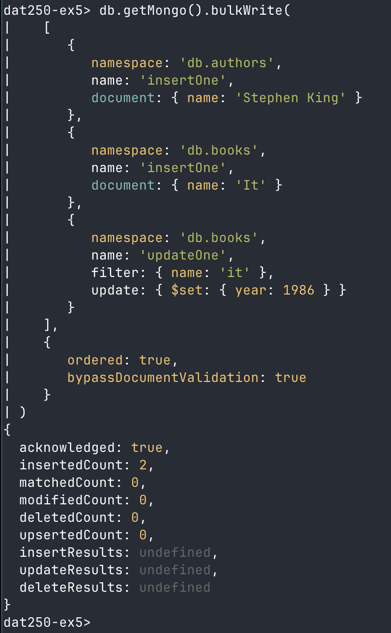 dat250-ex5> db.getMongo().bulkWrite(
|    [
|       {
|          namespace: 'db.authors',
|          name: 'insertOne',
|          document: { name: 'Stephen King' }
|       },
|       {
|          namespace: 'db.books',
|          name: 'insertOne',
|          document: { name: 'It' }
|       },
|       {
|          namespace: 'db.books',
|          name: 'updateOne',
|          filter: { name: 'it' },
|          update: { $set: { year: 1986 } }
|       }
|    ],
|    {
|       ordered: true,
|       bypassDocumentValidation: true
|    }
| )
{
  acknowledged: true,
  insertedCount: 2,
  matchedCount: 0,
  modifiedCount: 0,
  deletedCount: 0,
  upsertedCount: 0,
  insertResults: undefined,
  updateResults: undefined,
  deleteResults: undefined
}
dat250-ex5>